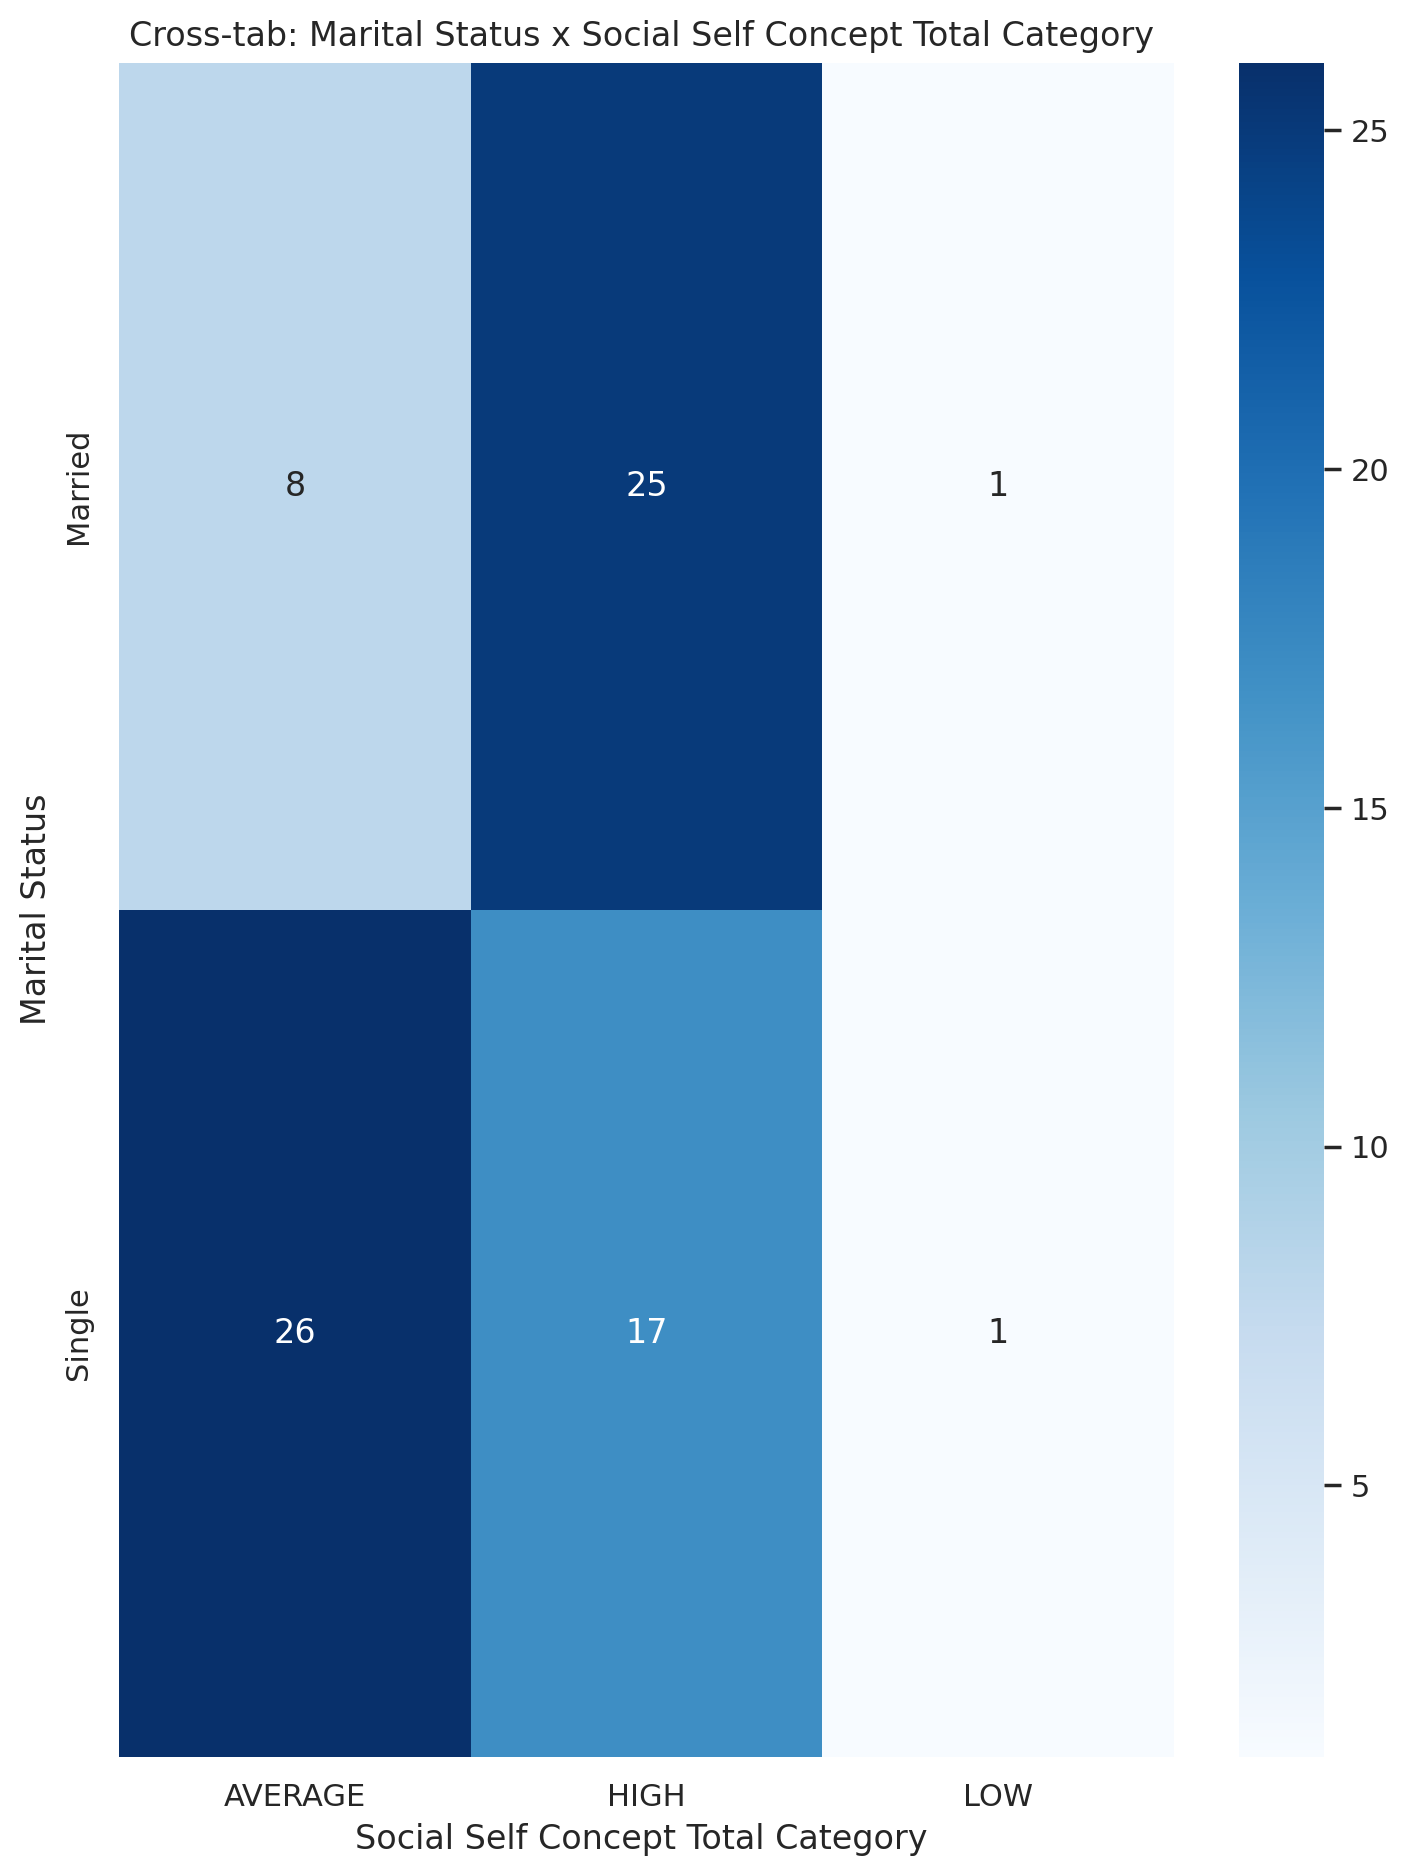 Cross-tab: Marital Status x Social Self Concept Total Category
Marital Status
Married
8 25 1
Single
26 17 1
AVERAGE HIGH LOW
Social Self Concept Total Category
25
20
15
10
5